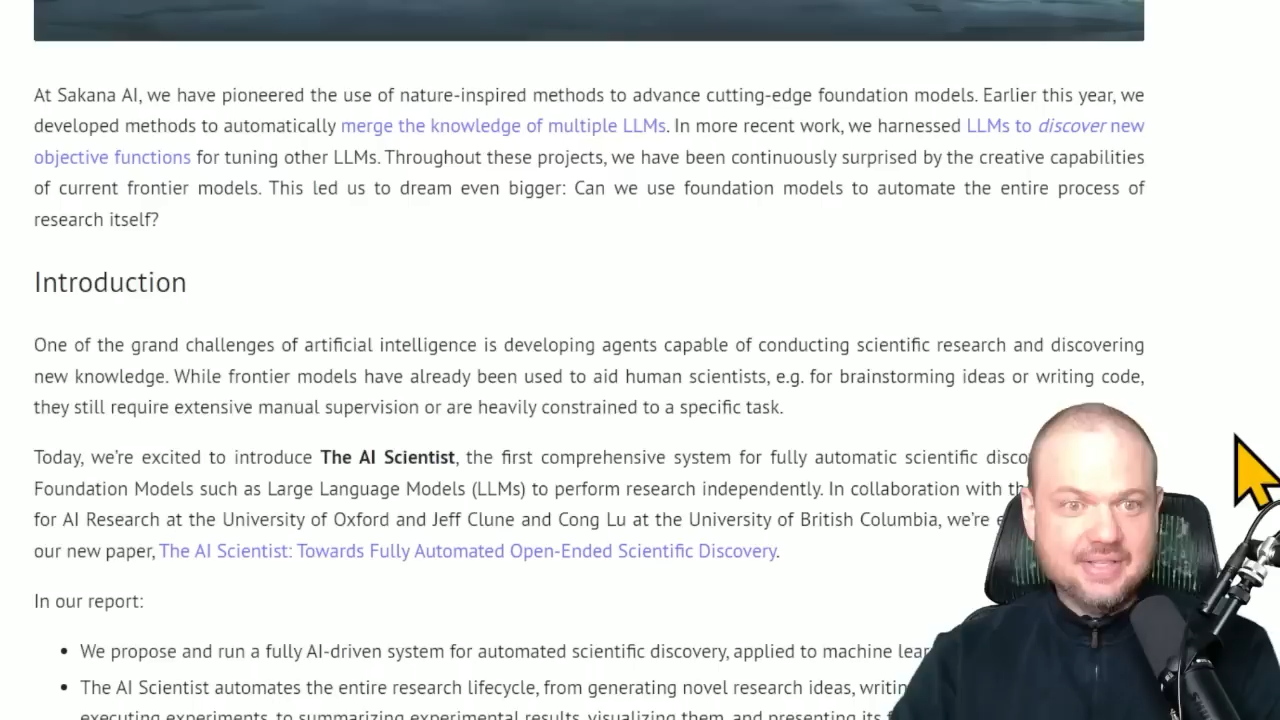 At Sakana AI, we have pioneered the use of nature-inspired methods to advance cutting-edge foundation models. Earlier this year, we
developed methods to automatically merge the knowledge of multiple LLMs. In more recent work, we harnessed LLMs to discover new
objective functions for tuning other LLMs. Throughout these projects, we have been continuously surprised by the creative capabilities
of current frontier models. This led us to dream even bigger: Can we use foundation models to automate the entire process of
research itself?
Introduction
One of the grand challenges of artificial intelligence is developing agents capable of conducting scientific research and discovering
new knowledge. While frontier models have already been used to aid human scientists, e.g. for brainstorming ideas or writing code,
they still require extensive manual supervision or are heavily constrained to a specific task.
Today, we're excited to introduce The AI Scientist, the first comprehensive system for fully automatic scientific disco
Foundation Models such as Large Language Models (LLMs) to perform research independently. In collaboration with th
for AI Research at the University of Oxford and Jeff Clune and Cong Lu at the University of British Columbia, we're e
our new paper, The AI Scientist: Towards Fully Automated Open-Ended Scientific Discovery.
In our report:
• We propose and run a fully AI-driven system for automated scientific discovery, applied to machine lear
• The AI Scientist automates the entire research lifecycle, from generating novel research ideas, writin
executing experiments, to summarizing experimental results, visualizing them, and presenting its